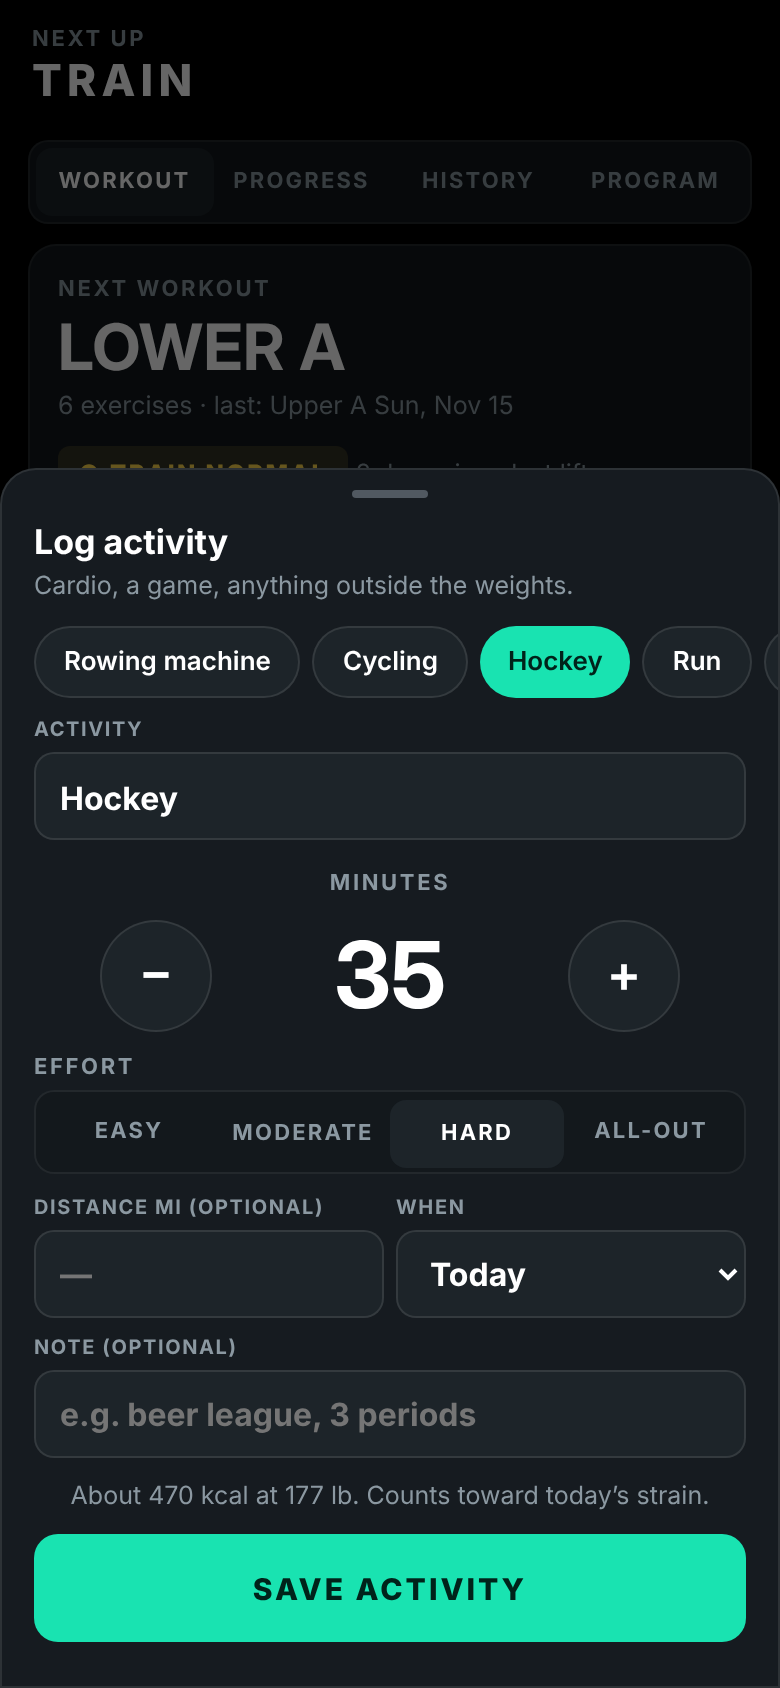 NEXT UP
TRAIN
WORKOUT PROGRESS HISTORY PROGRAM
NEXT WORKOUT
LOWER A
6 exercises · last: Upper A Sun, Nov 15
TRAIN NORMAL
Log activity
Cardio, a game, anything outside the weights.
Rowing machine Cycling Hockey Run
ACTIVITY
Hockey
MINUTES
− 35 +
EFFORT
EASY MODERATE HARD ALL-OUT
DISTANCE MI (OPTIONAL) WHEN
— Today
NOTE (OPTIONAL)
e.g. beer league, 3 periods
About 470 kcal at 177 lb. Counts toward today’s strain.
SAVE ACTIVITY